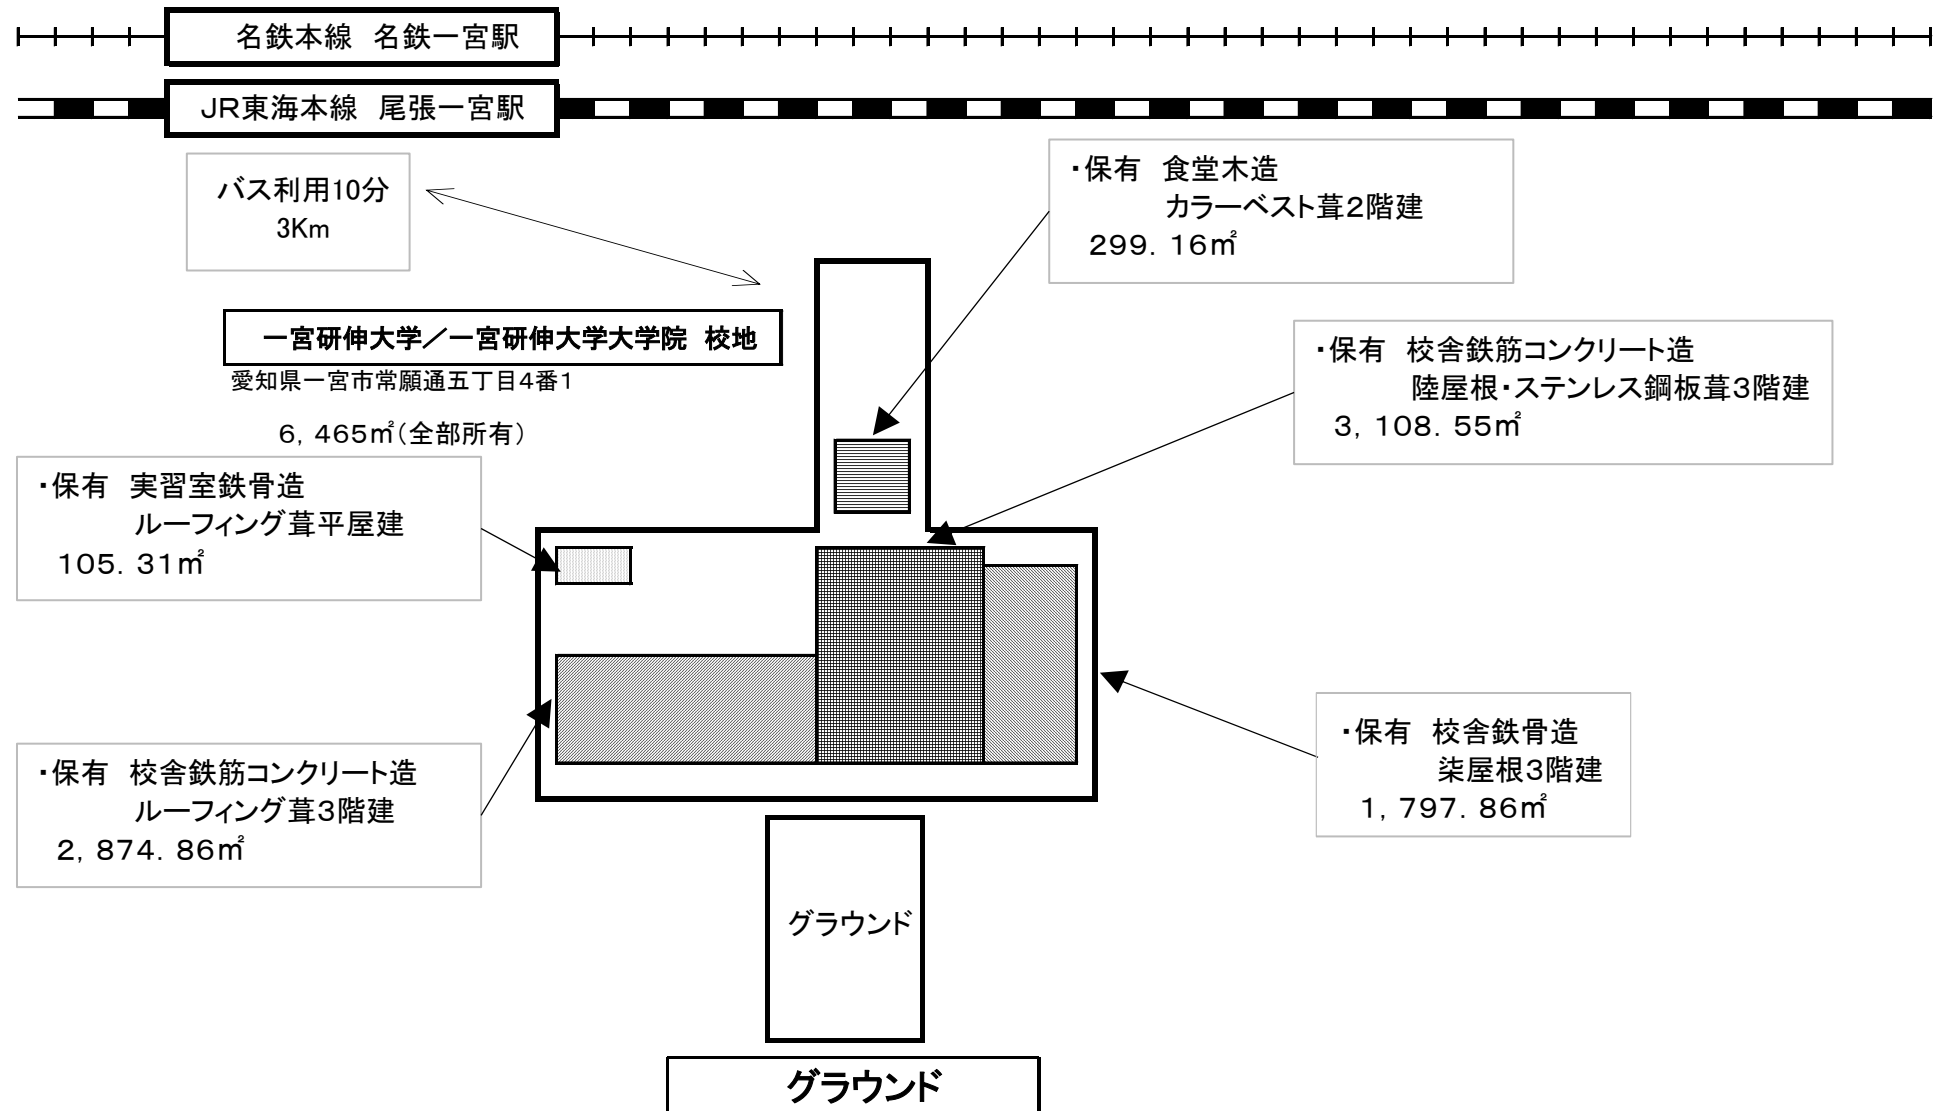 名鉄本線　名鉄一宮駅
JR東海本線　尾張一宮駅
バス利用10分
3Km
・保有　食堂木造
カラーベスト葺2階建
299. 16㎡
一宮研伸大学／一宮研伸大学大学院　校地
愛知県一宮市常願通五丁目4番1
6, 465㎡(全部所有)
・保有　校舎鉄筋コンクリート造
陸屋根・ステンレス鋼板葺3階建
3, 108. 55㎡
・保有　実習室鉄骨造
ルーフィング葺平屋建
105. 31㎡
・保有　校舎鉄骨造
柒屋根3階建
1, 797. 86㎡
・保有　校舎鉄筋コンクリート造
ルーフィング葺3階建
2, 874. 86㎡
グラウンド
グラウンド